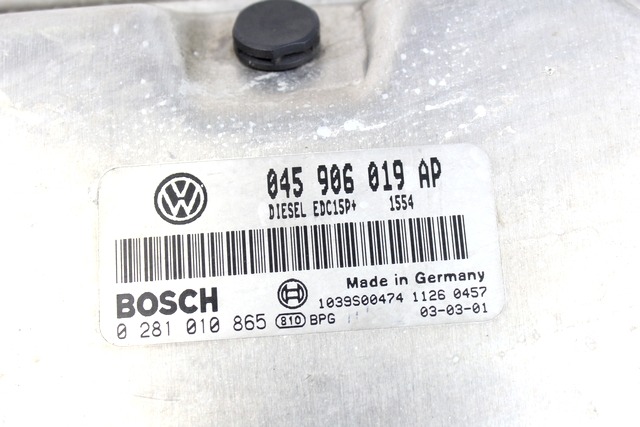 045 906 019 AP
DIESEL EDC15P+ 1554
Made in Germany
BOSCH
1039S00474 1126 0457
0 281 010 865 810 BPG 03-03-01